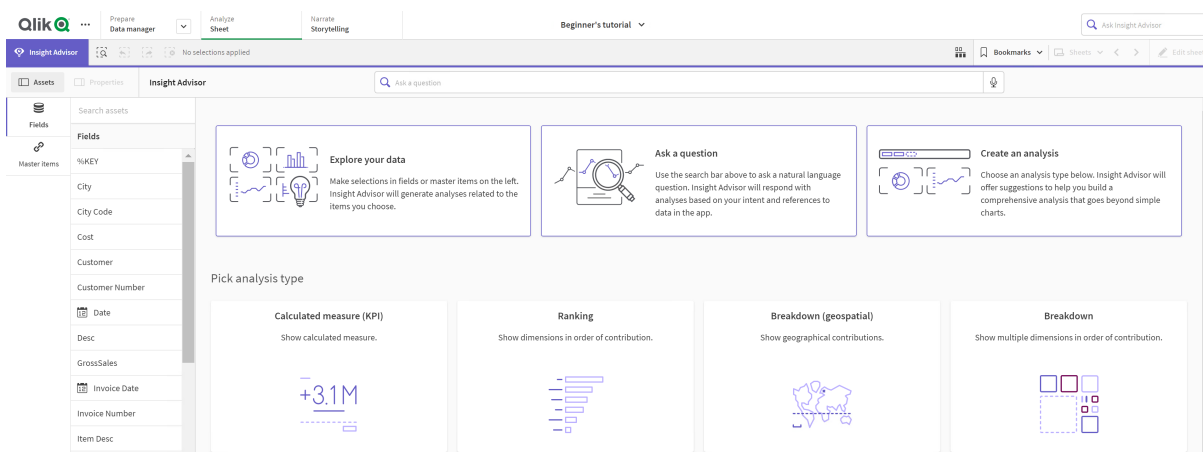 Qlik
Prepare
Data manager
Analyze
Sheet
Narrate
Storytelling
Beginner's tutorial
Ask Insight Advisor
Insight Advisor
No selections applied
Bookmarks
Sheets
Edit shee
Assets
Properties
Insight Advisor
Ask a question
Fields
Master items
Search assets
Fields
%KEY
City
City Code
Cost
Customer
Customer Number
Date
Desc
GrossSales
Invoice Date
Invoice Number
Item Desc
Explore your data
Make selections in fields or master items on the left.
Insight Advisor will generate analyses related to the
items you choose.
Ask a question
Use the search bar above to ask a natural language
question. Insight Advisor will respond with
analyses based on your intent and references to
data in the app.
Create an analysis
Choose an analysis type below. Insight Advisor will
offer suggestions to help you build a
comprehensive analysis that goes beyond simple
charts.
Pick analysis type
Calculated measure (KPI)
Show calculated measure.
+3.1M
Ranking
Show dimensions in order of contribution.
Breakdown (geospatial)
Show geographical contributions.
Breakdown
Show multiple dimensions in order of contribution.